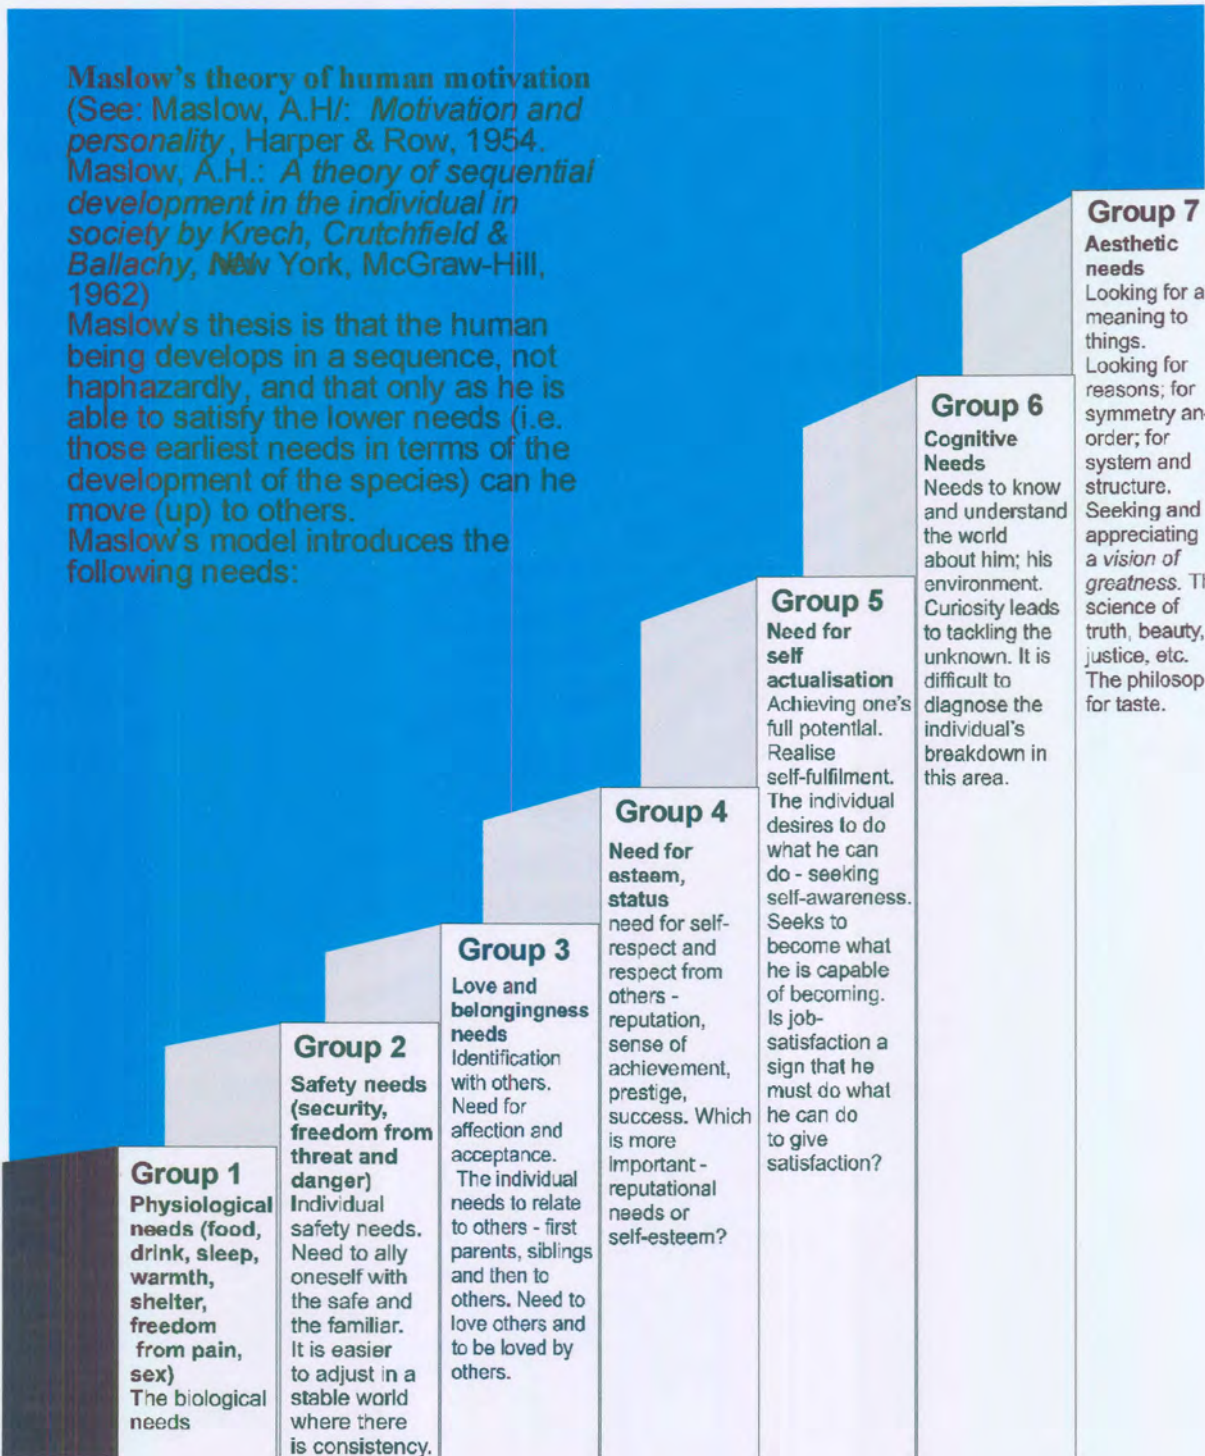 Maslow's theory of human motivation
(See: Maslow, A.H/: Motivation and
personality, Harper & Row, 1954.
Maslow, A.H.: A theory of sequential
development in the individual in
society by Krech, Crutchfield &
Ballachy, York, McGraw-Hill,
1962)
Maslow's thesis is that the human
being develops in a sequence, not
haphazardly, and that only as he is
able to satisfy the lower needs (i.e.
those earliest needs in terms of the
development of the species) can he
move (up) to others.
Maslow's model introduces the
following needs:
Group 1
Physiological
needs (food,
drink, sleep,
warmth,
shelter,
freedom
from pain,
sex)
The biological
needs
Group 2
Safety needs
(security,
freedom from
threat and
danger)
Individual
safety needs.
Need to ally
oneself with
the safe and
the familiar.
It is easier
to adjust in a
stable world
where there
is consistency.
Group 3
Love and
belongingness
needs
Identification
with others.
Need for
affection and
acceptance.
The individual
needs to relate
to others - first
parents, siblings
and then to
others. Need to
love others and
to be loved by
others.
Group 4
Need for
esteem,
status
need for self-
respect and
respect from
others -
reputation,
sense of
achievement,
prestige,
success. Which
is more
important -
reputational
needs or
self-esteem?
Group 5
Need for
self
actualisation
Achieving one's
full potential.
Realise
self-fulfilment.
The individual
desires to do
what he can
do - seeking
self-awareness.
Seeks to
become what
he is capable
of becoming.
Is job-
satisfaction a
sign that he
must do what
he can do
to give
satisfaction?
Group 6
Cognitive
Needs
Needs to know
and understand
the world
about him; his
environment.
Curiosity leads
to tackling the
unknown. It is
difficult to
diagnose the
individual's
breakdown in
this area.
Group 7
Aesthetic
needs
Looking for a
meaning to
things.
Looking for
reasons; for
symmetry an
order; for
system and
structure.
Seeking and
appreciating
a vision of
greatness. Th
science of
truth, beauty,
justice, etc.
The philosop
for taste.